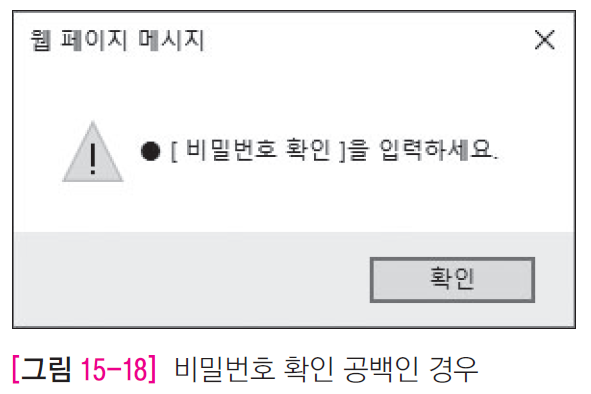 웹 페이지 메시지
● [ 비밀번호 확인 ]을 입력하세요.
확인
[그림 15-18] 비밀번호 확인 공백인 경우